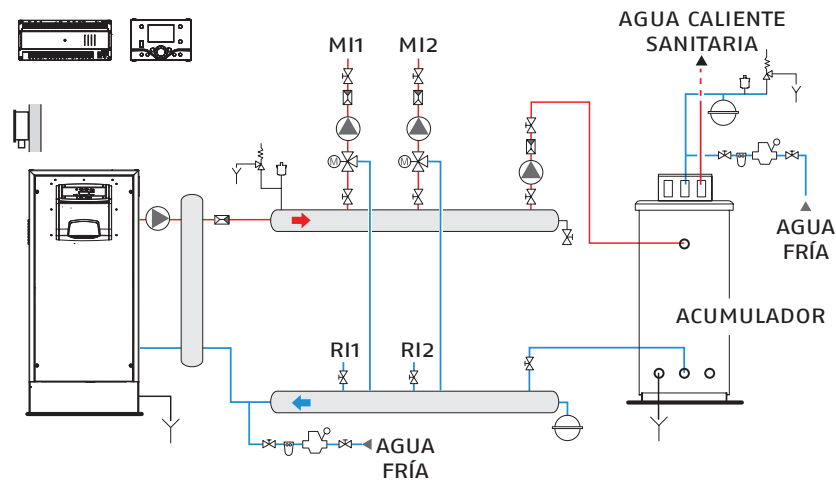 MI1
MI2
AGUA CALIENTE
SANITARIA
M
M
AGUA
FRÍA
ACUMULADOR
RI1
RI2
AGUA
FRÍA